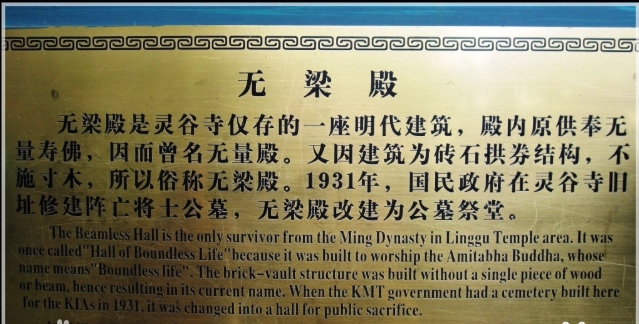 无梁殿
无梁殿是灵谷寺仅存的一座明代建筑，殿内原供奉无
量寿佛，因而曾名无量殿。又因建筑为砖石拱券结构，不
施寸木，所以俗称无梁殿。1931年，国民政府在灵谷寺旧
址修建阵亡将士公墓，无梁殿改建为公墓祭堂。
The Beamless Hall is the only survivor from the Ming Dynasty in Linggu Temple area. It was
once called"Hall of Boundless Life"because it was built to worship the Amitabha Buddha, whose
name means"Boundless life". The brick-vault structure was built without a single piece of wood
or beam, hence resulting in its current name. When the KMT government had a cemetery built here
for the KIAs in 1931, it was changed into a hall for public sacrifice.